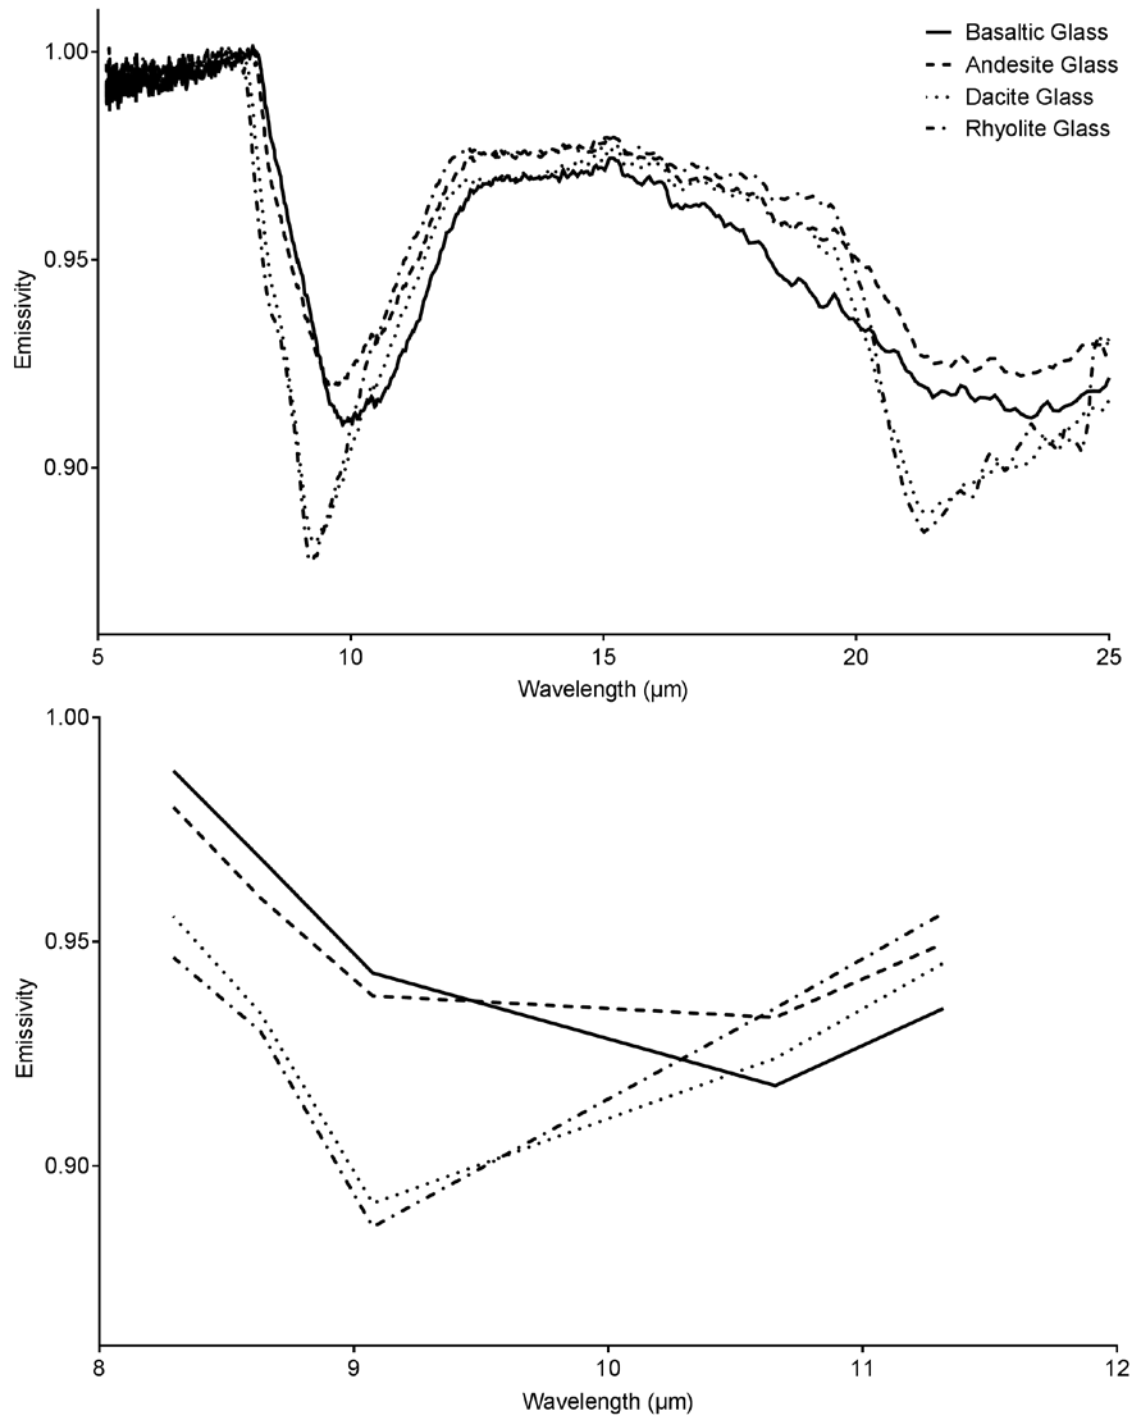 1.00
0.95
0.90
Emissivity
Basaltic Glass
Andesite Glass
Dacite Glass
Rhyolite Glass
5 10 15 20 25
Wavelength (µm)
1.00
0.95
0.90
Emissivity
8 9 10 11 12
Wavelength (µm)